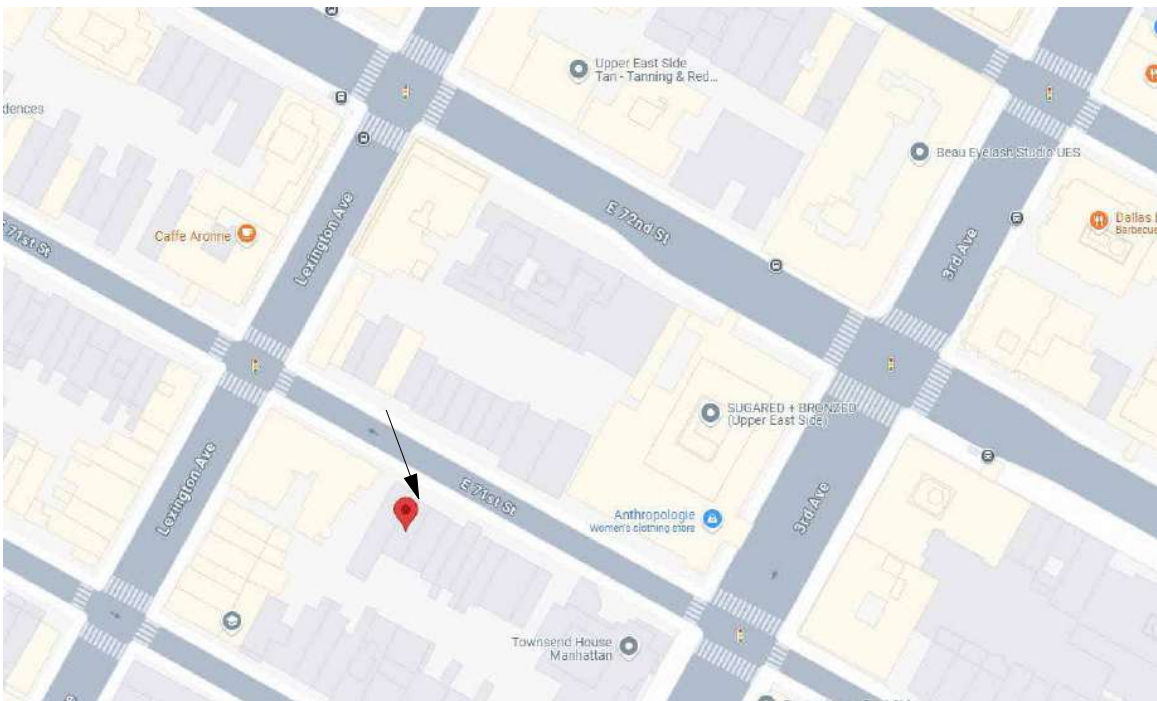 Upper East Side
Tan - Tanning & Red...
dences
Beau Eyelash Studio UES
Caffe Aronne
E 71st St
Lexington Ave
E 72nd St
3rd Ave
Dallas
Barbecue
SUGARED + BRONZED
(Upper East Side)
Lexington Ave
E 71st St
Anthropologie
Women's clothing store
3rd Ave
Townsend House
Manhattan